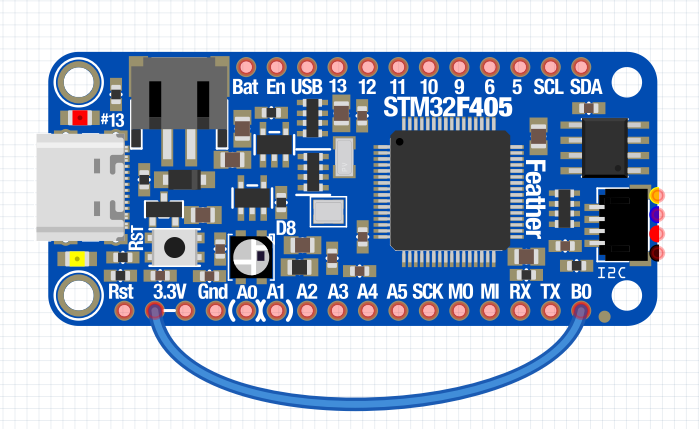 Bat En USB 13 12 11 10 9 6 5 SCL SDA
STM32F405
#13
Feather
RST
D8
I2C
Rst 3.3V Gnd A0 A1 A2 A3 A4 A5 SCK MO MI RX TX B0